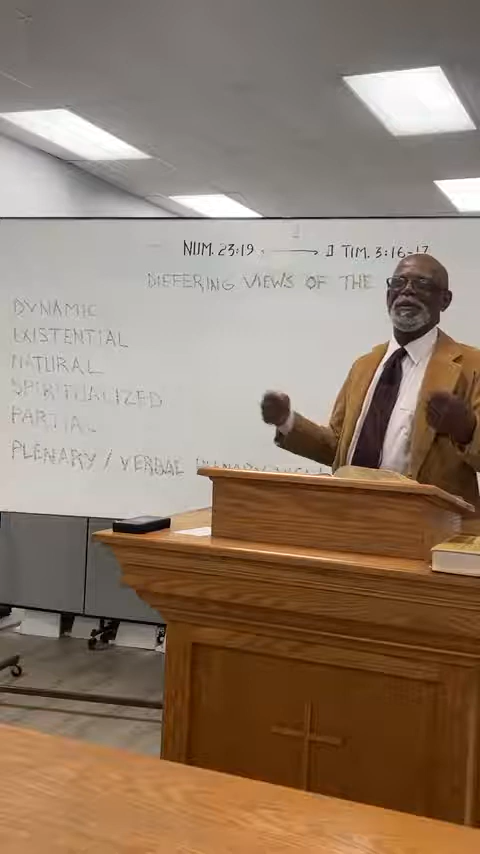 NUM. 23:19 ⟶ II TIM. 3:16-17
DIFFERING VIEWS OF THE
DYNAMIC
EXISTENTIAL
NATURAL
SPIRITUALIZED
PARTIAL
PLENARY / VERBAL